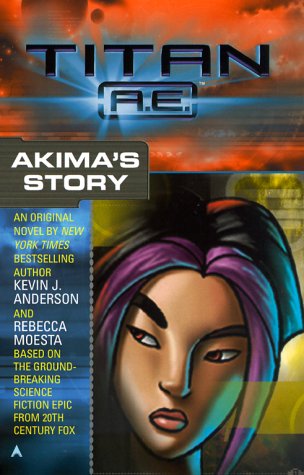 TITAN
A.E.™
AKIMA'S
STORY
AN ORIGINAL
NOVEL BY NEW
YORK TIMES
BESTSELLING
AUTHOR
KEVIN J.
ANDERSON
AND
REBECCA
MOESTA
BASED ON
THE GROUND-
BREAKING
SCIENCE
FICTION EPIC
FROM 20TH
CENTURY FOX